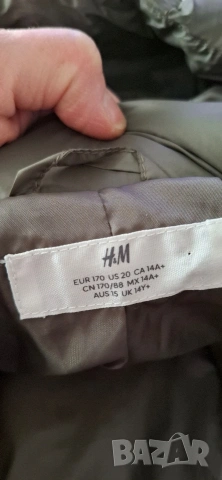 H&M
EUR 170 US 20 CA 14A+
CN 170/88 MX 14A+
AUS 15 UK 14Y+
BAZAR